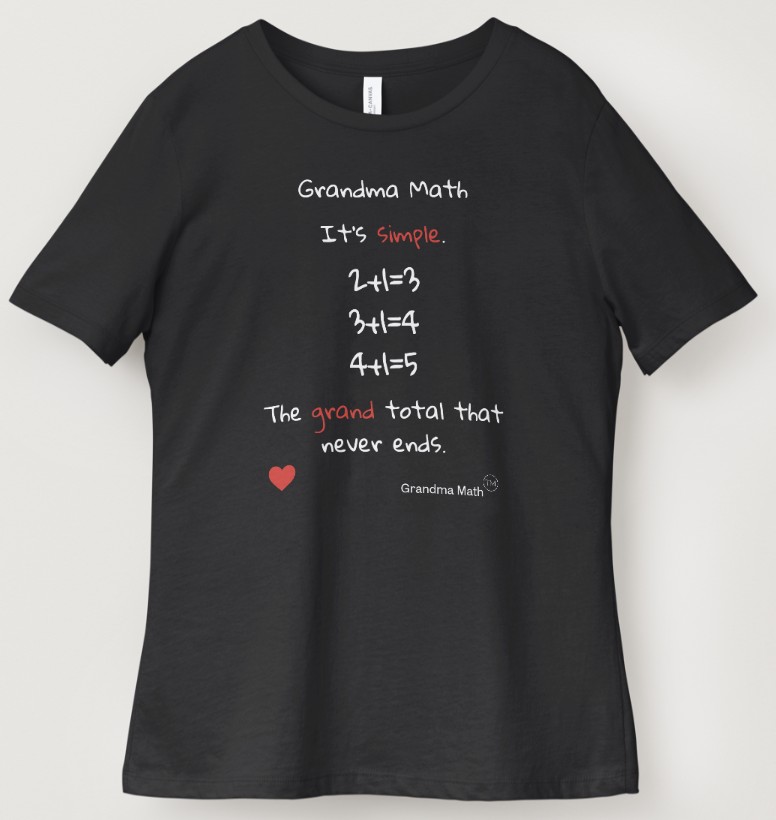 Grandma Math
It's simple.
2+1=3
3+1=4
4+1=5
The grand total that
never ends.
Grandma Math TM